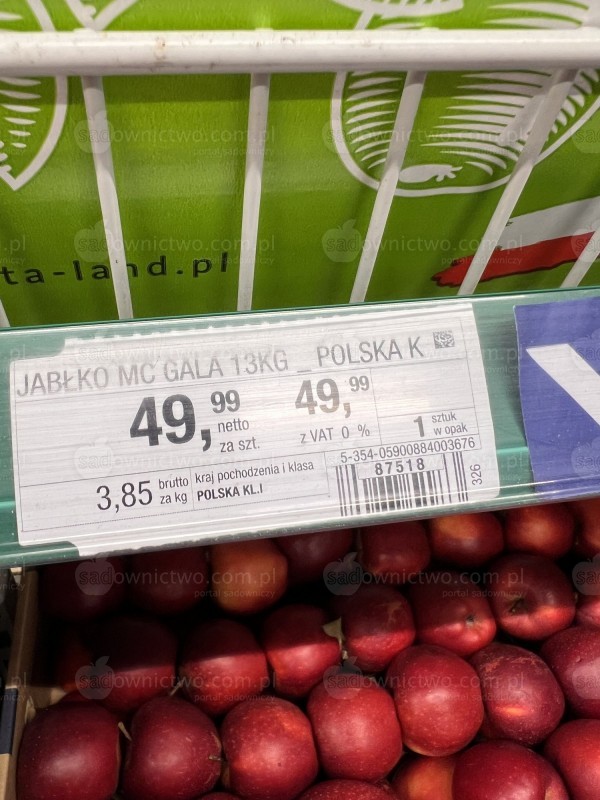 ta-land.pl
JABŁKO MC GALA 13KG _ POLSKA K
49,99 netto za szt.
49,99 z VAT 0 %
1 sztuk w opak
3,85 brutto za kg
kraj pochodzenia i klasa
POLSKA KL.I
5-354-05900884003676
87518
326
sadownictwo.com.pl
portal sadowniczy